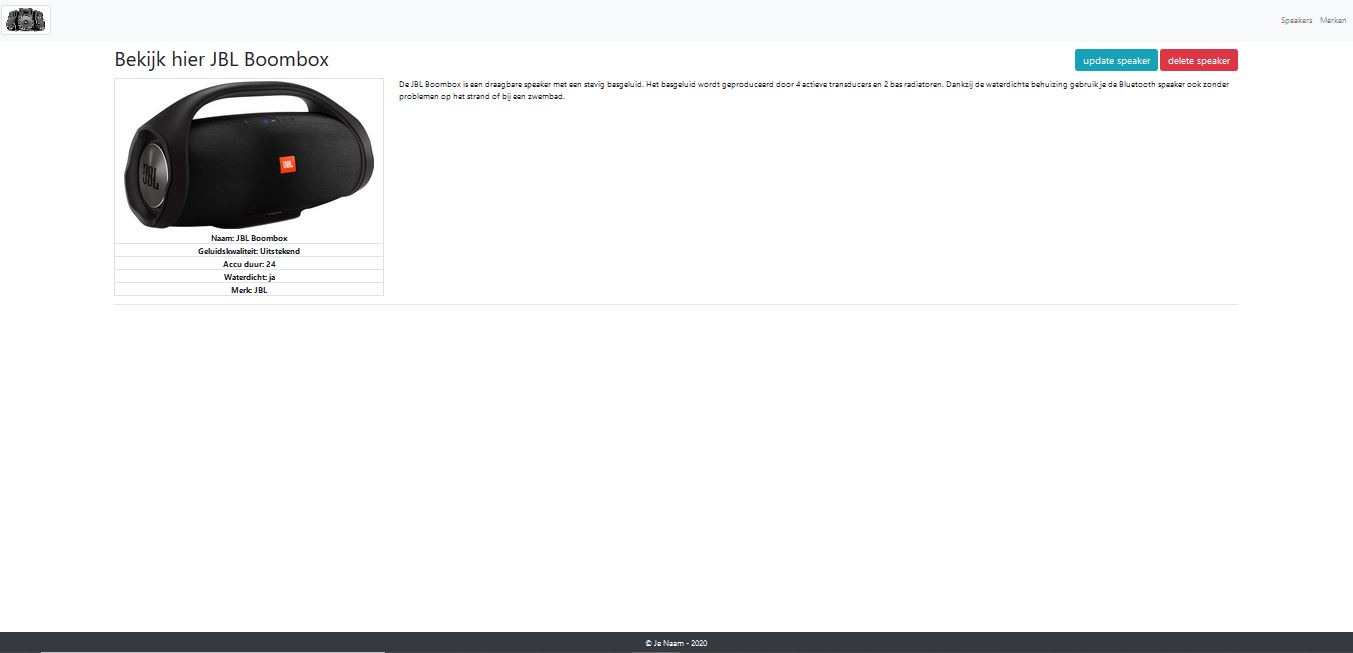 Speakers Merken
Bekijk hier JBL Boombox
update speaker delete speaker
JBL
JBL
De JBL Boombox is een draagbare speaker met een stevig basgeluid. Het basgeluid wordt geproduceerd door 4 actieve transducers en 2 bas radiatoren. Dankzij de waterdichte behuizing gebruik je de Bluetooth speaker ook zonder
problemen op het strand of bij een zwembad.
Naam: JBL Boombox
Geluidskwaliteit: Uitstekend
Accu duur: 24
Waterdicht: ja
Merk: JBL
© Je Naam - 2020